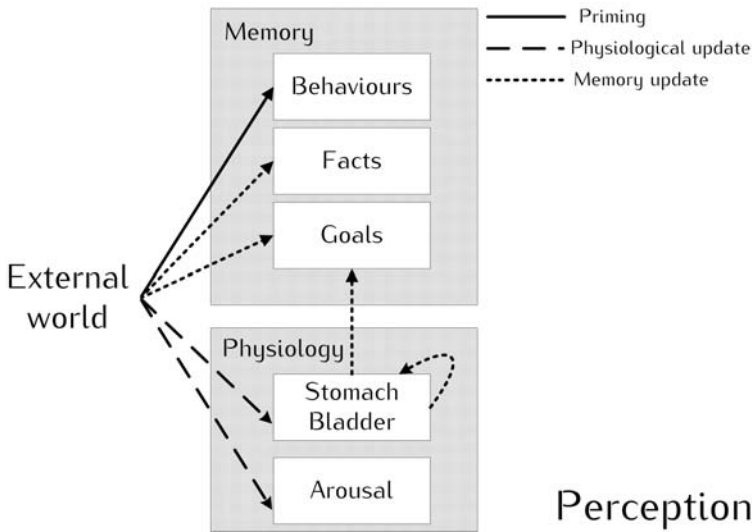 Memory
Behaviours
Facts
Goals
External
world
Physiology
Stomach
Bladder
Arousal
Priming
Physiological update
Memory update
Perception